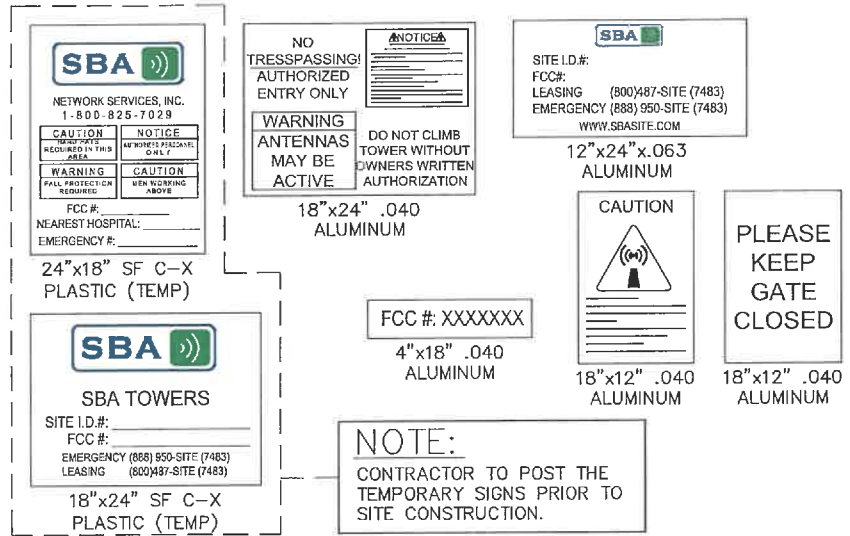 SBA
NETWORK SERVICES, INC.
1-800-825-7029
CAUTION
HARD HATS
REQUIRED IN THIS
AREA
NOTICE
AUTHORIZED PERSONNEL
ONLY
WARNING
FALL PROTECTION
REQUIRED
CAUTION
MEN WORKING
ABOVE
FCC #:
NEAREST HOSPITAL:
EMERGENCY #:
24"x18" SF C-X
PLASTIC (TEMP)
NO
TRESSPASSING!
AUTHORIZED
ENTRY ONLY
NOTICE
WARNING
ANTENNAS
MAY BE
ACTIVE
DO NOT CLIMB
TOWER WITHOUT
OWNERS WRITTEN
AUTHORIZATION
18"x24" .040
ALUMINUM
SBA
SITE I.D.#:
FCC#:
LEASING (800)487-SITE (7483)
EMERGENCY (888) 950-SITE (7483)
WWW.SBASITE.COM
12"x24"x.063
ALUMINUM
CAUTION
18"x12" .040
ALUMINUM
PLEASE
KEEP
GATE
CLOSED
18"x12" .040
ALUMINUM
FCC #: XXXXXXX
4"x18" .040
ALUMINUM
SBA
SBA TOWERS
SITE I.D.#:
FCC #:
EMERGENCY (888) 950-SITE (7483)
LEASING (800)487-SITE (7483)
18"x24" SF C-X
PLASTIC (TEMP)
NOTE:
CONTRACTOR TO POST THE
TEMPORARY SIGNS PRIOR TO
SITE CONSTRUCTION.